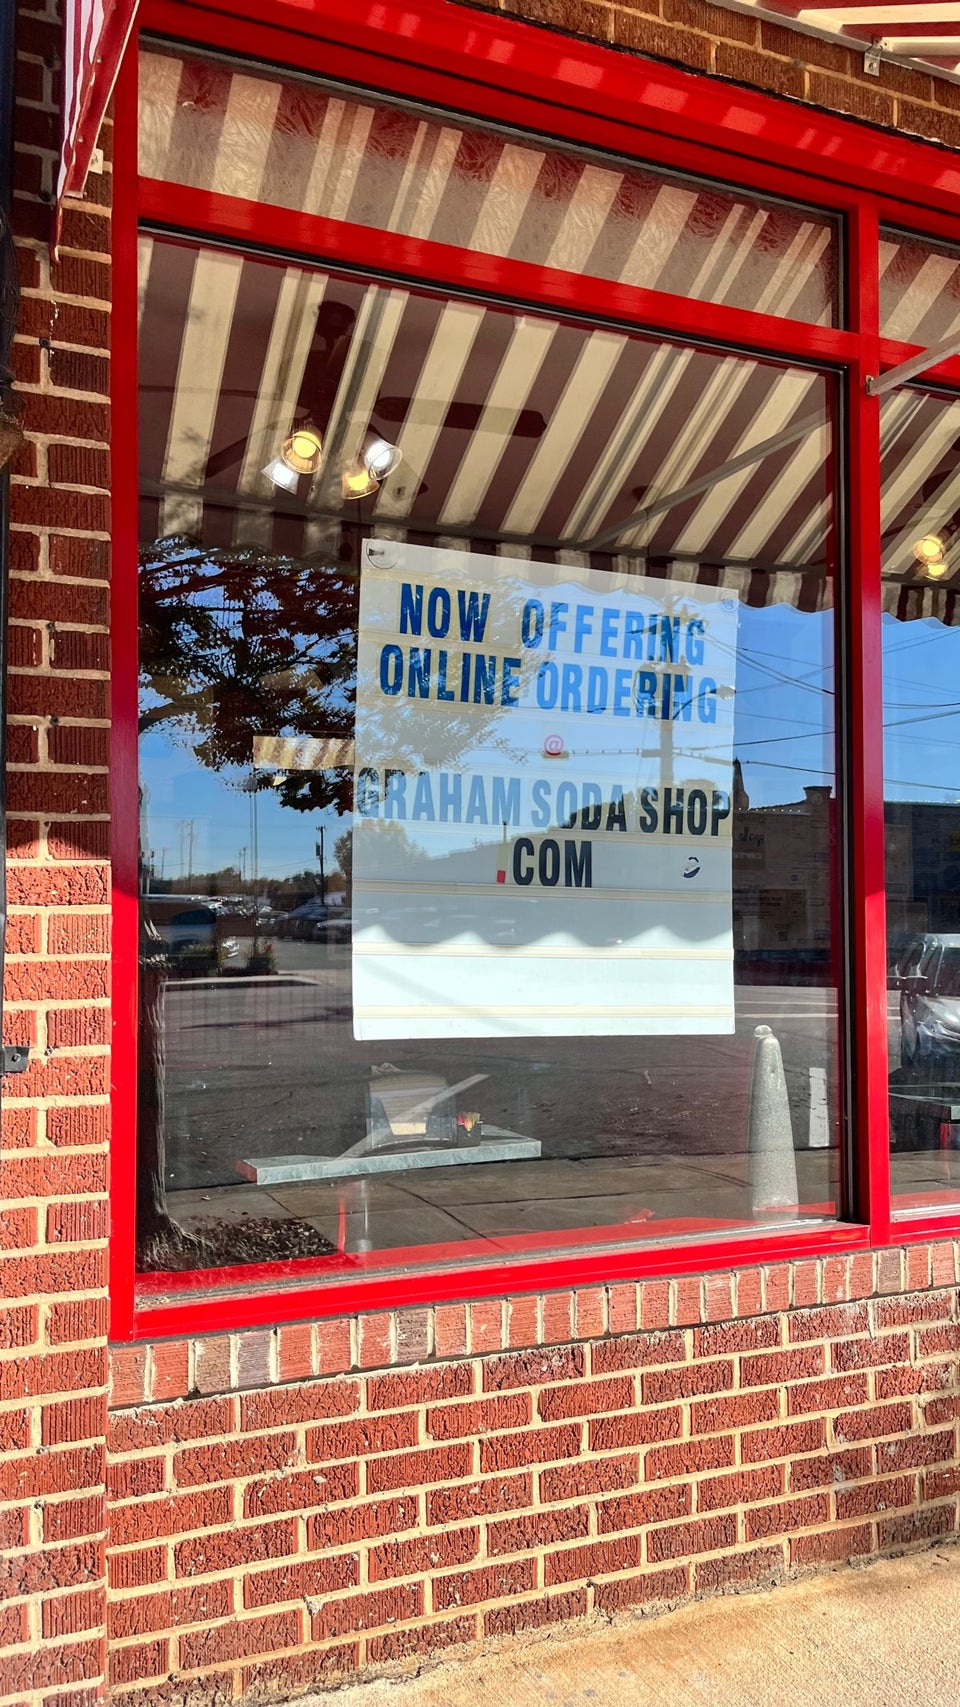 NOW OFFERING
ONLINE ORDERING
@
GRAHAM SODA SHOP
.COM